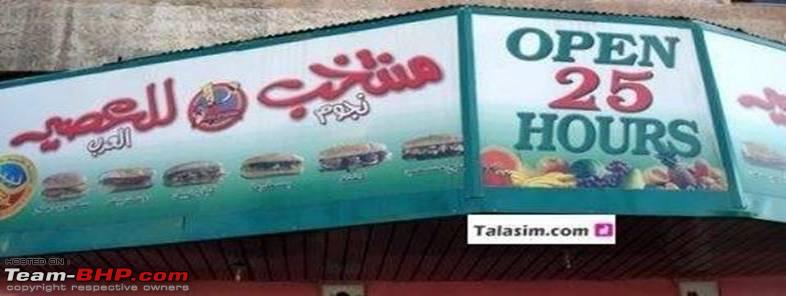 منتخب للعصير
نجوم العرب
OPEN
25
HOURS
Talasim.com
HOSTED ON
Team-BHP.com
copyright respective owners